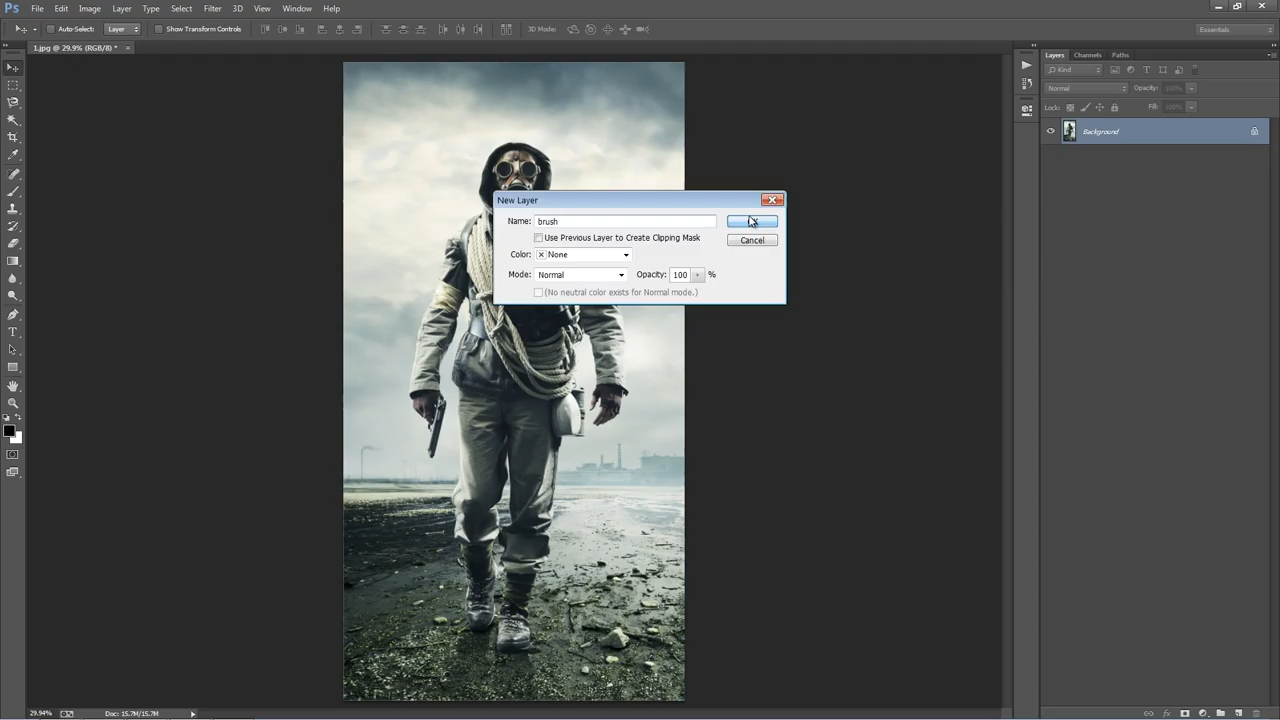 Ps File Edit Image Layer Type Select Filter 3D View Window Help
Auto-Select: Layer Show Transform Controls 3D Mode: Essentials
1.jpg @ 29.9% (RGB/8) * ×
Layers Channels Paths
Kind
Normal Opacity: 100%
Lock: Fill: 100%
Background
New Layer
Name: brush
Use Previous Layer to Create Clipping Mask
Cancel
Color: None
Mode: Normal Opacity: 100 %
(No neutral color exists for Normal mode.)
29.94% Doc: 15.7M/15.7M